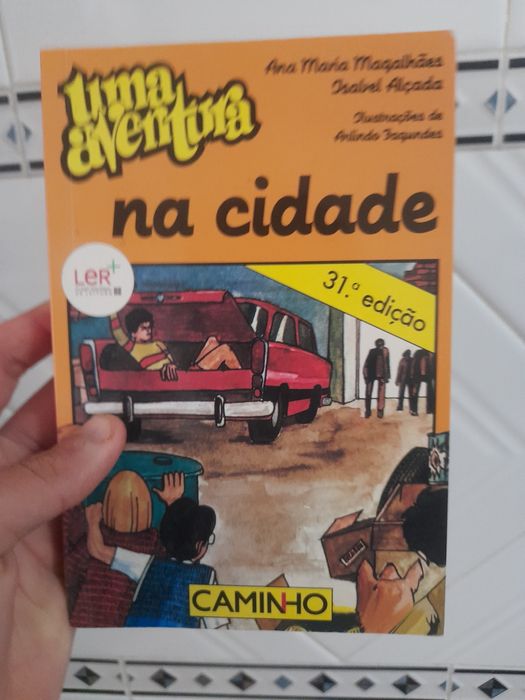 uma
aventura
Ana Maria Magalhães
Isabel Alçada
Ilustrações de
Arlindo Fagundes
na cidade
LeR+
31.ª edição
CAMINHO